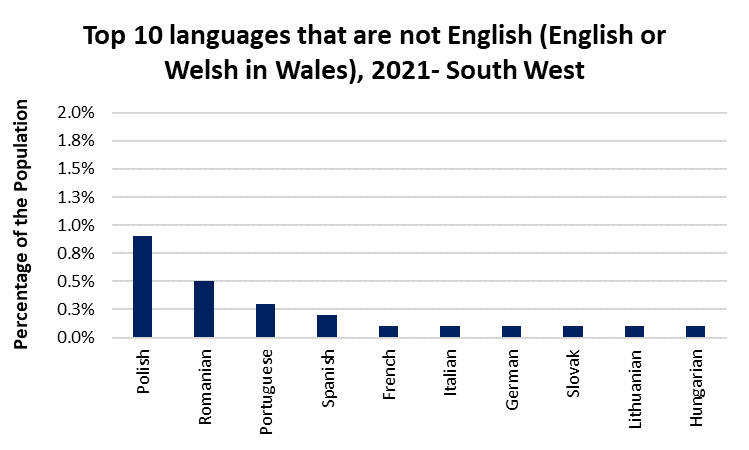 Top 10 languages that are not English (English or
Welsh in Wales), 2021- South West
Percentage of the Population
2.0%
1.8%
1.5%
1.3%
1.0%
0.8%
0.5%
0.3%
0.0%
Polish
Romanian
Portuguese
Spanish
French
Italian
German
Slovak
Lithuanian
Hungarian